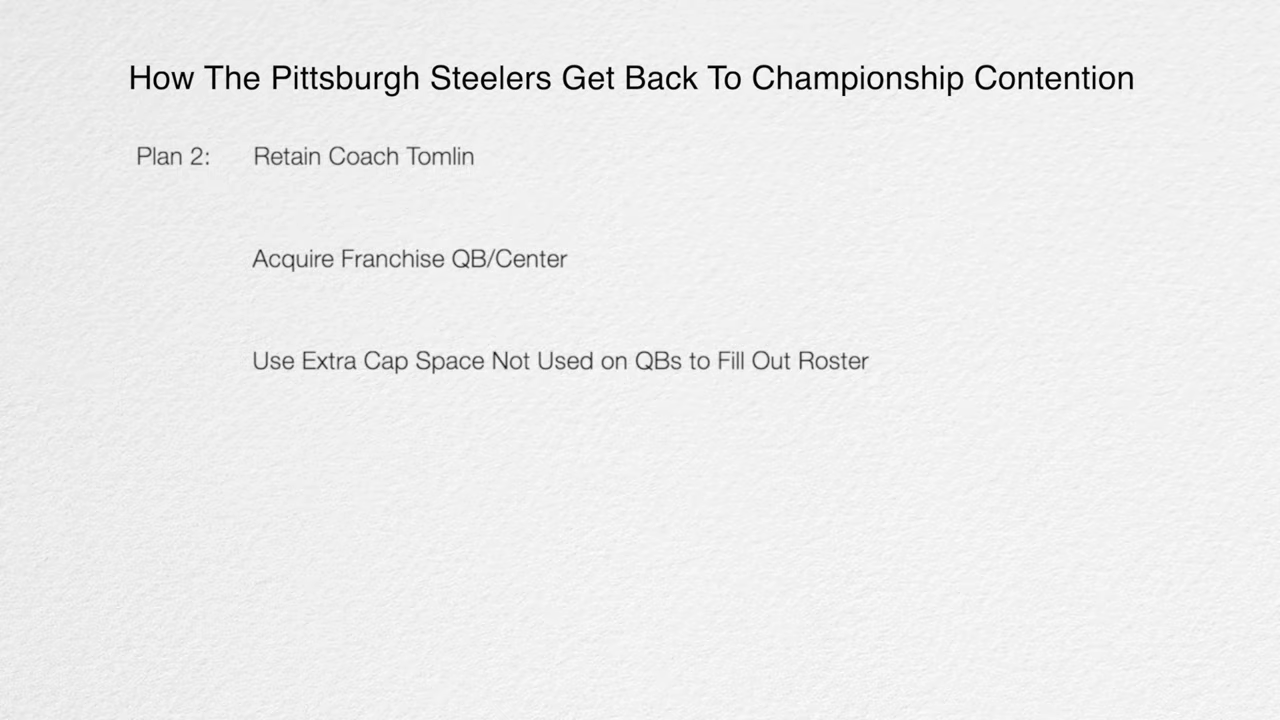 How The Pittsburgh Steelers Get Back To Championship Contention
Plan 2: Retain Coach Tomlin
Acquire Franchise QB/Center
Use Extra Cap Space Not Used on QBs to Fill Out Roster